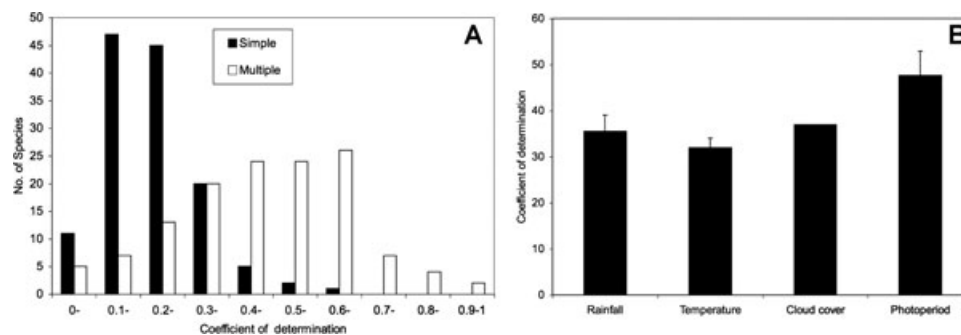 A
50
45
40
35
30
25
20
15
10
5
0
No. of Species
Simple
Multiple
0- 0.1- 0.2- 0.3- 0.4- 0.5- 0.6- 0.7- 0.8- 0.9-1
Coefficient of determination
B
60
50
40
30
20
10
0
Coefficient of determination
Rainfall Temperature Cloud cover Photoperiod